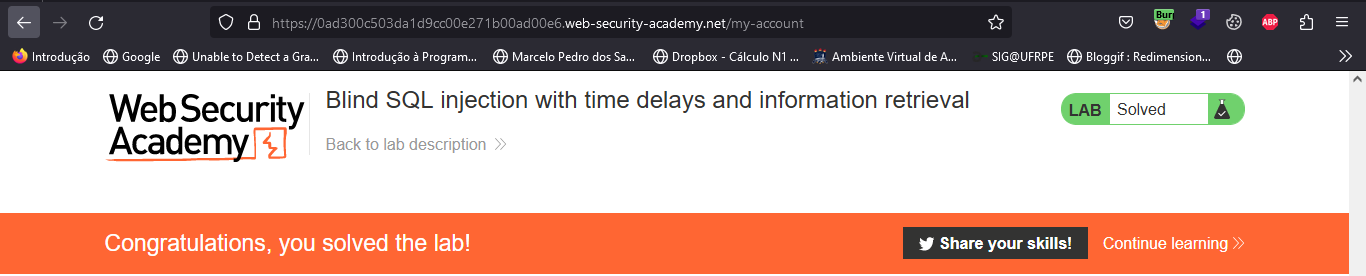 https://0ad300c503da1d9cc00e271b00ad00e6.web-security-academy.net/my-account
Bur
1
ABP
Introdução
Google
Unable to Detect a Gra...
Introdução à Program...
Marcelo Pedro dos Sa...
Dropbox - Cálculo N1 ...
Ambiente Virtual de A...
SIG@UFRPE
Bloggif : Redimension...
Web Security
Academy
Blind SQL injection with time delays and information retrieval
Back to lab description
LAB
Solved
Congratulations, you solved the lab!
Share your skills!
Continue learning